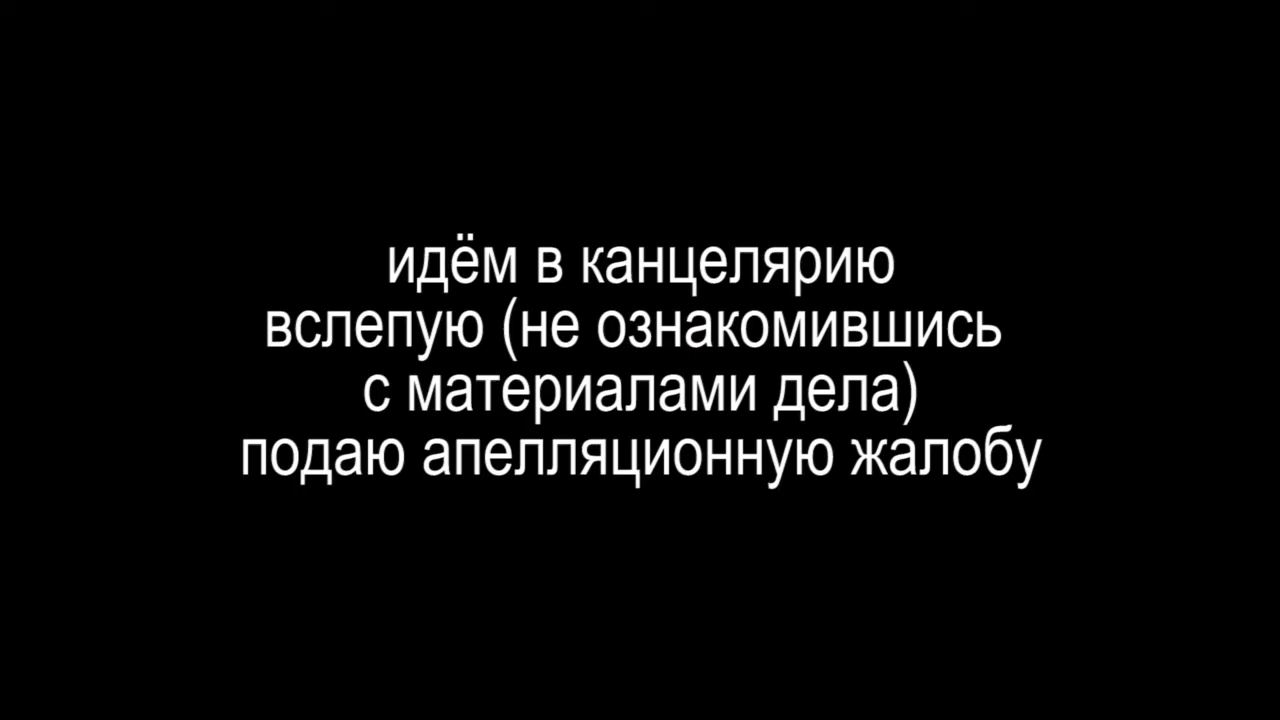 идём в канцелярию
вслепую (не ознакомившись
с материалами дела)
подаю апелляционную жалобу